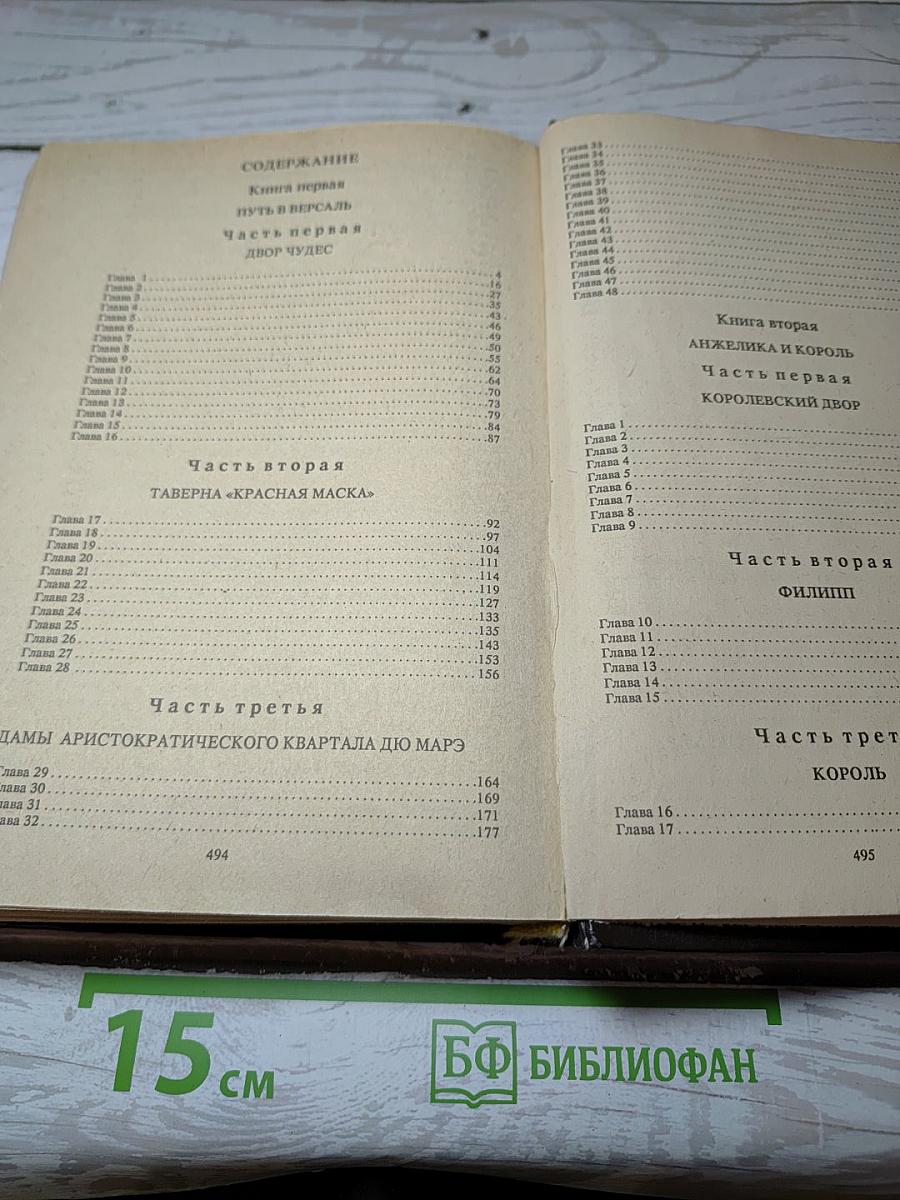 СОДЕРЖАНИЕ
Книга первая
ПУТЬ В ВЕРСАЛЬ
Часть первая
ДВОР ЧУДЕС
Глава 1 4
Глава 2 16
Глава 3 27
Глава 4 35
Глава 5 43
Глава 6 46
Глава 7 49
Глава 8 50
Глава 9 55
Глава 10 62
Глава 11 64
Глава 12 70
Глава 13 73
Глава 14 79
Глава 15 84
Глава 16 87
Часть вторая
ТАВЕРНА «КРАСНАЯ МАСКА»
Глава 17 92
Глава 18 97
Глава 19 104
Глава 20 111
Глава 21 114
Глава 22 119
Глава 23 127
Глава 24 133
Глава 25 135
Глава 26 143
Глава 27 153
Глава 28 156
Часть третья
ДАМЫ АРИСТОКРАТИЧЕСКОГО КВАРТАЛА ДЮ МАРЭ
Глава 29 164
лава 30 169
лава 31 171
ава 32 177
494
Глава 33
Глава 34
Глава 35
Глава 36
Глава 37
Глава 38
Глава 39
Глава 40
Глава 41
Глава 42
Глава 43
Глава 44
Глава 45
Глава 46
Глава 47
Глава 48
Книга вторая
АНЖЕЛИКА И КОРОЛЬ
Часть первая
КОРОЛЕВСКИЙ ДВОР
Глава 1
Глава 2
Глава 3
Глава 4
Глава 5
Глава 6
Глава 7
Глава 8
Глава 9
Часть вторая
ФИЛИПП
Глава 10
Глава 11
Глава 12
Глава 13
Глава 14
Глава 15
Часть трет
КОРОЛЬ
Глава 16
Глава 17
495
15 см
БФ БИБЛИОФАН